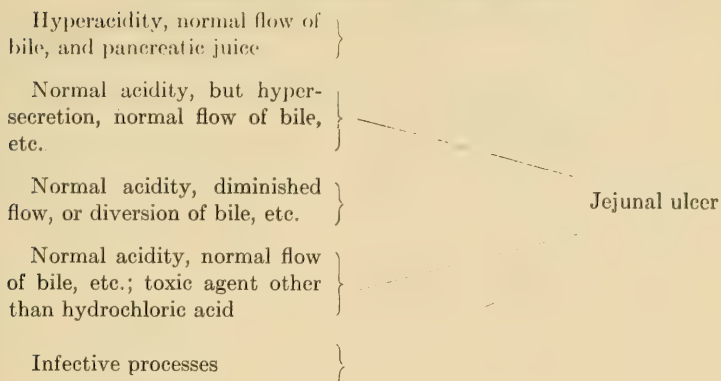 Hyperacidity, normal flow of
bile, and pancreatic juice
Normal acidity, but hyper-
secretion, normal flow of bile,
etc.
Normal acidity, diminished
flow, or diversion of bile, etc.
Jejunal ulcer
Normal acidity, normal flow
of bile, etc.; toxic agent other
than hydrochloric acid
Infective processes